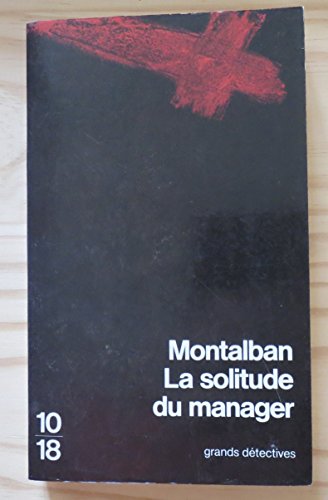 Montalban
La solitude
du manager
10
18
grands détectives